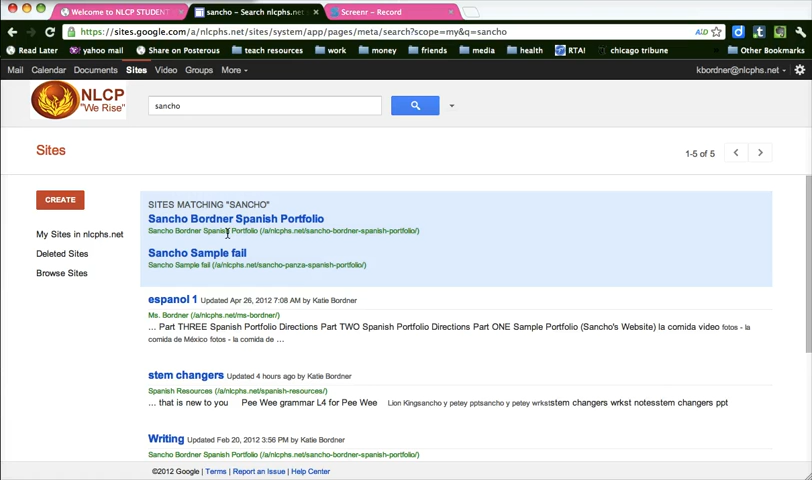 Welcome to NLCP STUDENT
sancho – Search nlcphs.net
Screenr – Record
https://sites.google.com/a/nlcphs.net/sites/system/app/pages/meta/search?scope=my&q=sancho
Read Later yahoo mail Share on Posterous teach resources work money friends media health RTA! chicago tribune Other Bookmarks
Mail Calendar Documents Sites Video Groups More kbordner@nlcphs.net
NLCP
"We Rise"
sancho
Sites
1-5 of 5
CREATE
My Sites in nlcphs.net
Deleted Sites
Browse Sites
SITES MATCHING "SANCHO"
Sancho Bordner Spanish Portfolio
Sancho Bordner Spanish Portfolio (/a/nlcphs.net/sancho-bordner-spanish-portfolio/)
Sancho Sample fail
Sancho Sample fail (/a/nlcphs.net/sancho-panza-spanish-portfolio/)
espanol 1 Updated Apr 26, 2012 7:08 AM by Katie Bordner
Ms. Bordner (/a/nlcphs.net/ms-bordner/)
... Part THREE Spanish Portfolio Directions Part TWO Spanish Portfolio Directions Part ONE Sample Portfolio (Sancho's Website) la comida video fotos - la
comida de México fotos - la comida de ...
stem changers Updated 4 hours ago by Katie Bordner
Spanish Resources (/a/nlcphs.net/spanish-resources/)
... that is new to you Pee Wee grammar L4 for Pee Wee Lion Kingsancho y petey pptsancho y petey wrkststem changers wrkst notesstem changers ppt
Writing Updated Feb 20, 2012 3:56 PM by Katie Bordner
Sancho Bordner Spanish Portfolio (/a/nlcphs.net/sancho-bordner-spanish-portfolio/)
©2012 Google | Terms | Report an Issue | Help Center